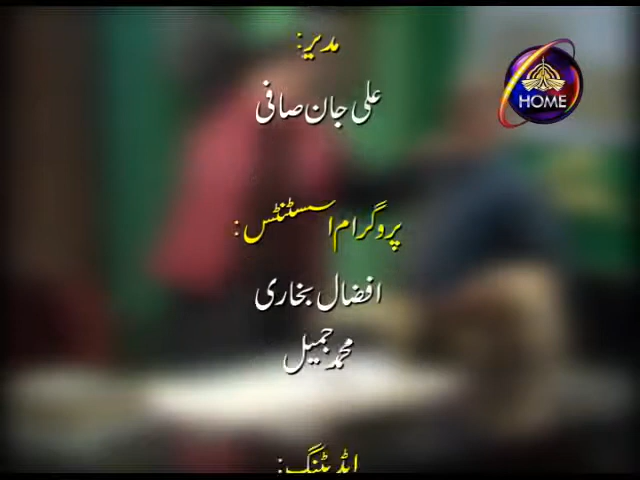 مدیر:
علی جان صافی
HOME
پروگرام اسسٹنٹس:
افضال بخاری
محمد جمیل
ایڈیٹنگ: